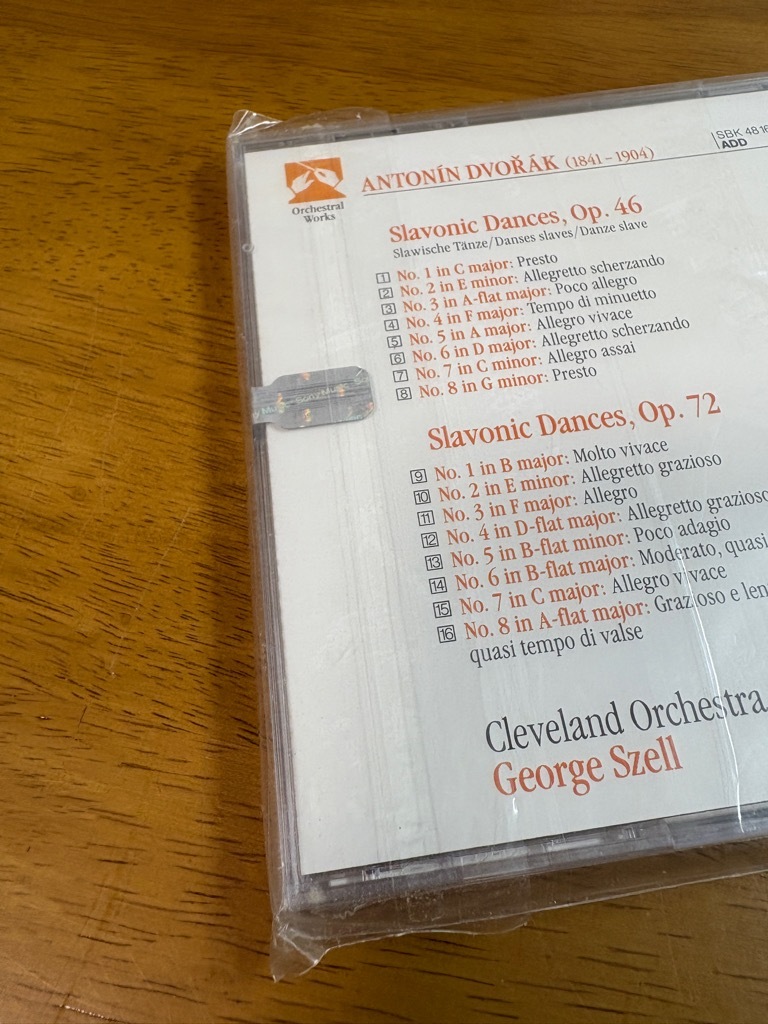 Orchestral
Works
ANTONÍN DVOŘÁK (1841–1904)
SBK 48
ADD
Slavonic Dances, Op. 46
Slawische Tänze/Danses slaves/Danze slave
1 No. 1 in C major: Presto
2 No. 2 in E minor: Allegretto scherzando
3 No. 3 in A-flat major: Poco allegro
4 No. 4 in F major: Tempo di minuetto
5 No. 5 in A major: Allegro vivace
6 No. 6 in D major: Allegretto scherzando
7 No. 7 in C minor: Allegro assai
8 No. 8 in G minor: Presto
Sony Music
Slavonic Dances, Op. 72
9 No. 1 in B major: Molto vivace
10 No. 2 in E minor: Allegretto grazioso
11 No. 3 in F major: Allegro
12 No. 4 in D-flat major: Allegretto grazioso
13 No. 5 in B-flat minor: Poco adagio
14 No. 6 in B-flat major: Moderato, quasi
15 No. 7 in C major: Allegro vivace
16 No. 8 in A-flat major: Grazioso e
quasi tempo di valse
Cleveland Orchestra
George Szell